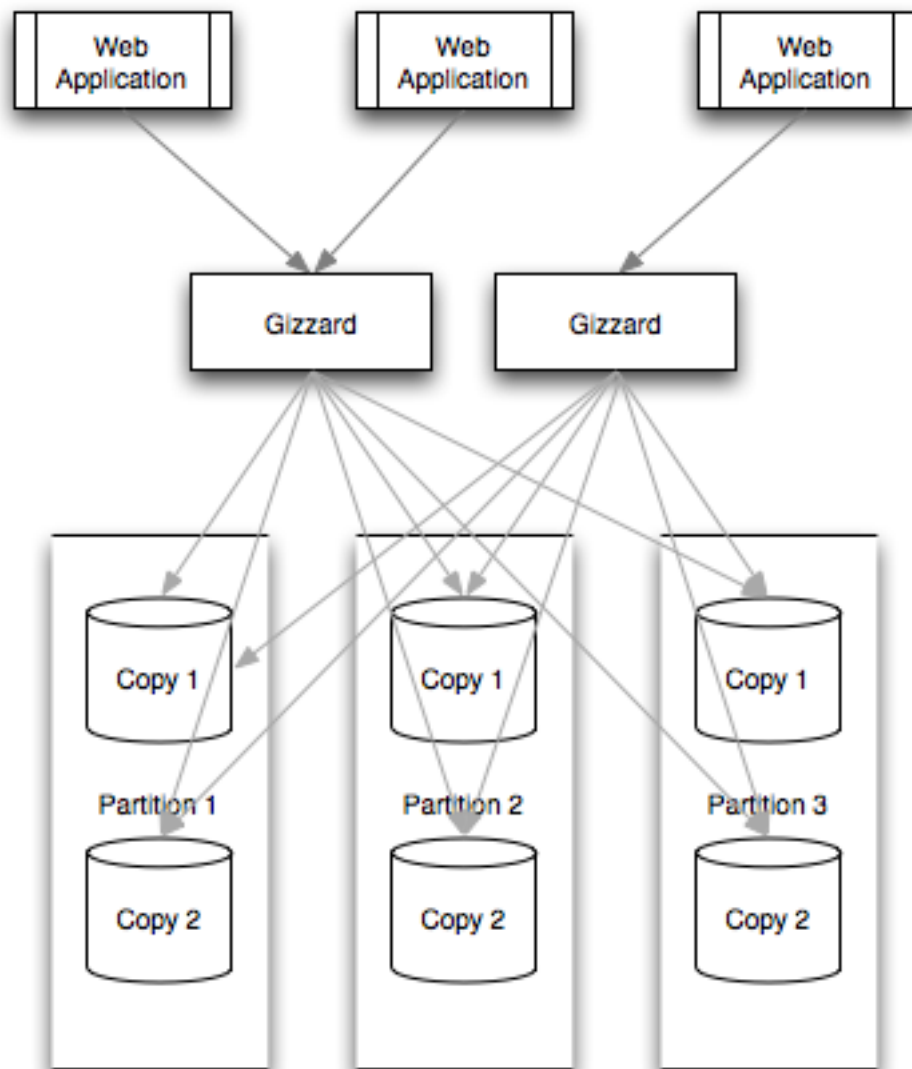 Web
Application
Web
Application
Web
Application
Gizzard
Gizzard
Copy 1
Copy 1
Copy 1
Partition 1
Partition 2
Partition 3
Copy 2
Copy 2
Copy 2